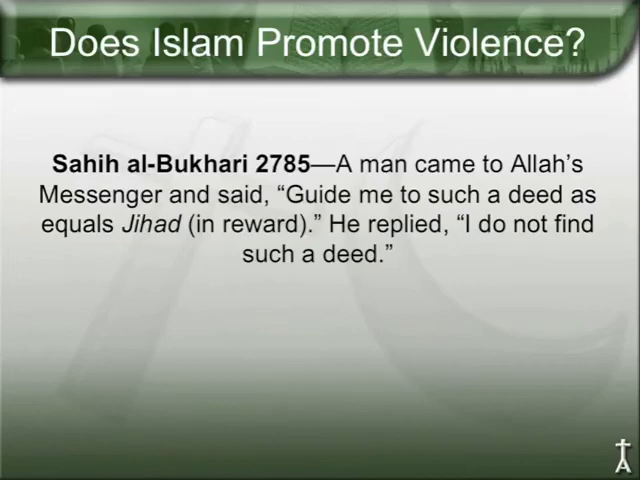 Does Islam Promote Violence?
Sahih al-Bukhari 2785—A man came to Allah’s
Messenger and said, “Guide me to such a deed as
equals Jihad (in reward).” He replied, “I do not find
such a deed.”